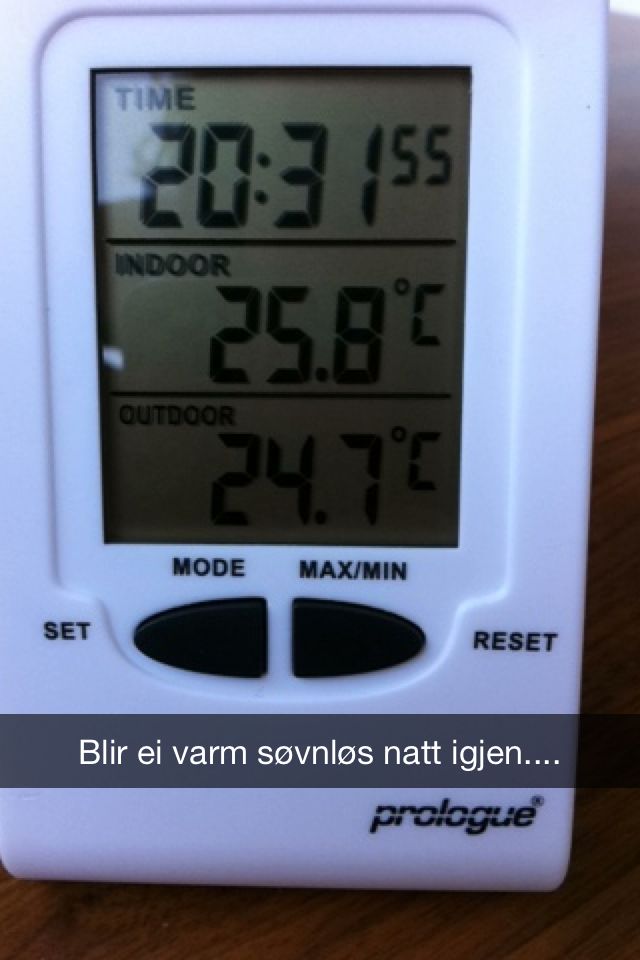 TIME
20:31 55
INDOOR
25.8 °C
OUTDOOR
24.7 °C
MODE MAX/MIN
SET RESET
Blir ei varm søvnløs natt igjen....
prologue®